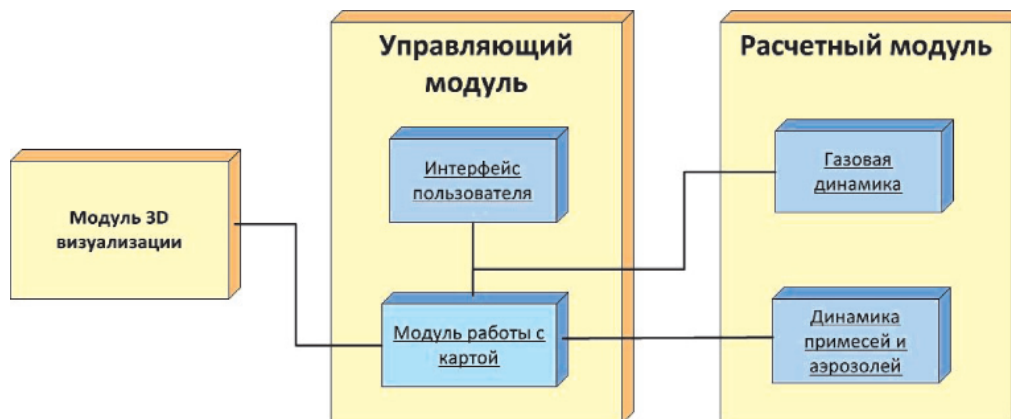 Управляющий
модуль
Расчетный модуль
Интерфейс
пользователя
Газовая
динамика
Модуль 3D
визуализации
Модуль работы с
картой
Динамика
примесей и
аэрозолей